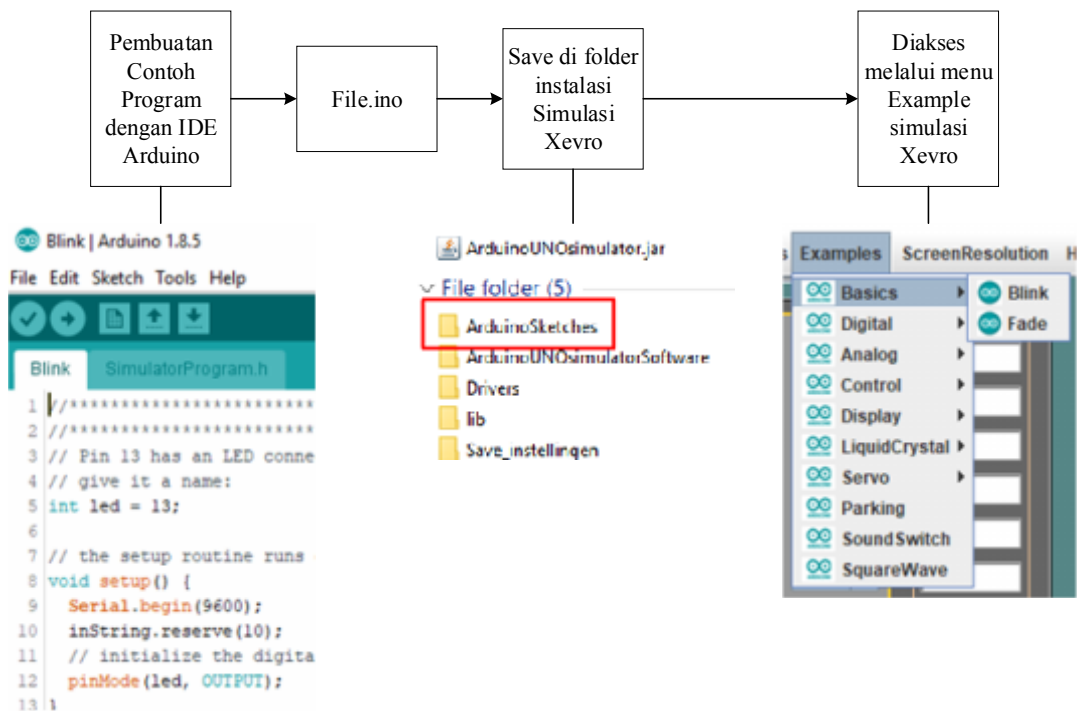 Pembuatan
Contoh
Program
dengan IDE
Arduino
File.ino
Save di folder
instalasi
Simulasi
Xevro
Diakses
melalui menu
Example
simulasi
Xevro
Blink | Arduino 1.8.5
File Edit Sketch Tools Help
Blink SimulatorProgram.h
1 //************************
2 //************************
3 // Pin 13 has an LED conne
4 // give it a name:
5 int led = 13;
6
7 // the setup routine runs
8 void setup() {
9 Serial.begin(9600);
10 inString.reserve(10);
11 // initialize the digita
12 pinMode(led, OUTPUT);
13 }
ArduinoUNOsimulator.jar
File folder (5)
ArduinoSketches
ArduinoUNOsimulatorSoftware
Drivers
lib
Save_instellingen
s Examples ScreenResolution H
Basics
Digital
Analog
Control
Display
LiquidCrystal
Servo
Parking
SoundSwitch
SquareWave
Blink
Fade